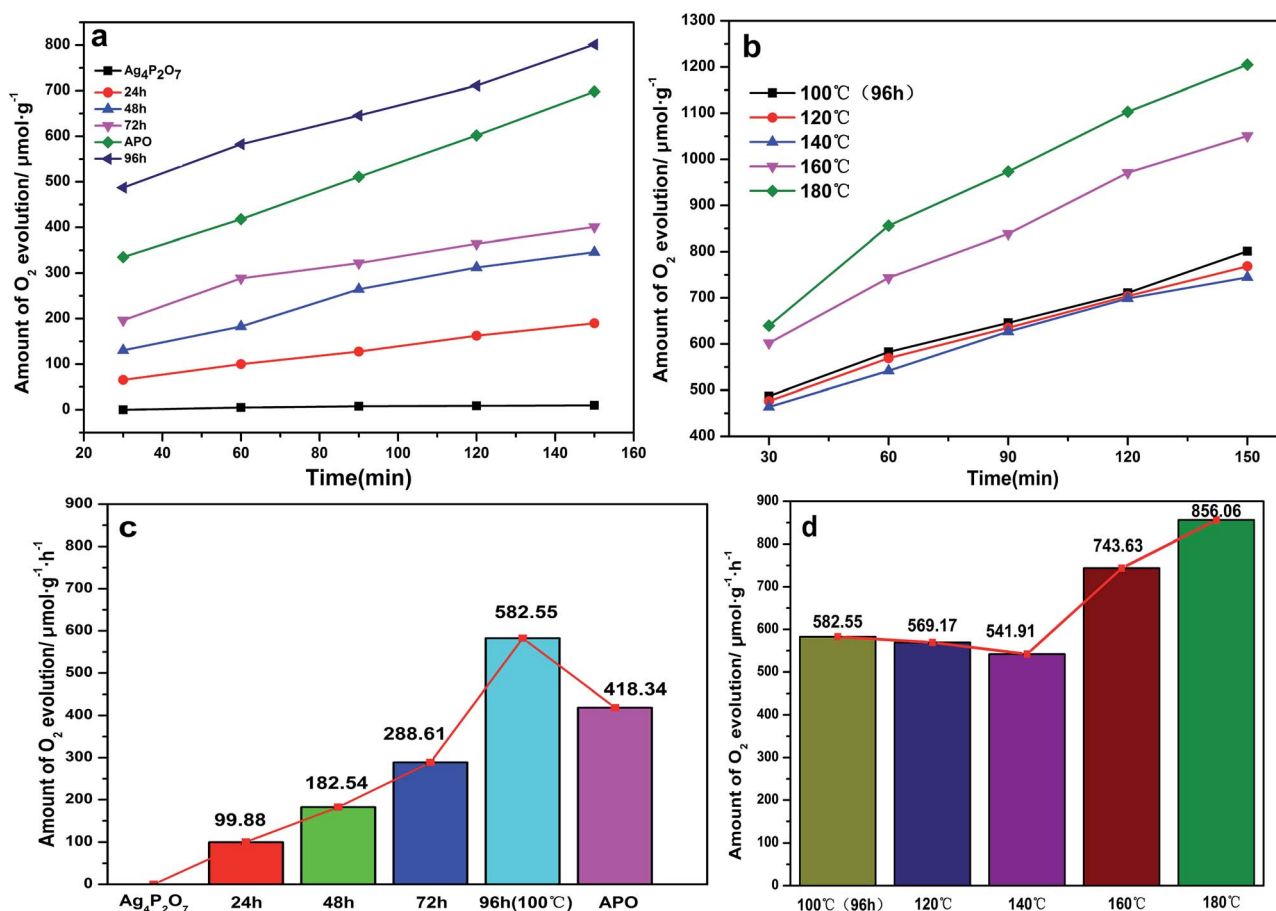 a
Ag₄P₂O₇
24h
48h
72h
APO
96h
Amount of O₂ evolution/ μmol·g⁻¹
800
700
600
500
400
300
200
100
0
20 40 60 80 100 120 140 160
Time(min)
b
100℃（96h）
120℃
140℃
160℃
180℃
Amount of O₂ evolution/ μmol·g⁻¹
1300
1200
1100
1000
900
800
700
600
500
400
30 60 90 120 150
Time(min)
c
Amount of O₂ evolution/ μmol·g⁻¹·h⁻¹
900
800
700
600
500
400
300
200
100
0
99.88
182.54
288.61
582.55
418.34
Ag₄P₂O₇ 24h 48h 72h 96h(100℃) APO
d
Amount of O₂ evolution/ μmol·g⁻¹·h⁻¹
900
800
700
600
500
400
300
200
100
0
582.55
569.17
541.91
743.63
856.06
100℃（96h） 120℃ 140℃ 160℃ 180℃